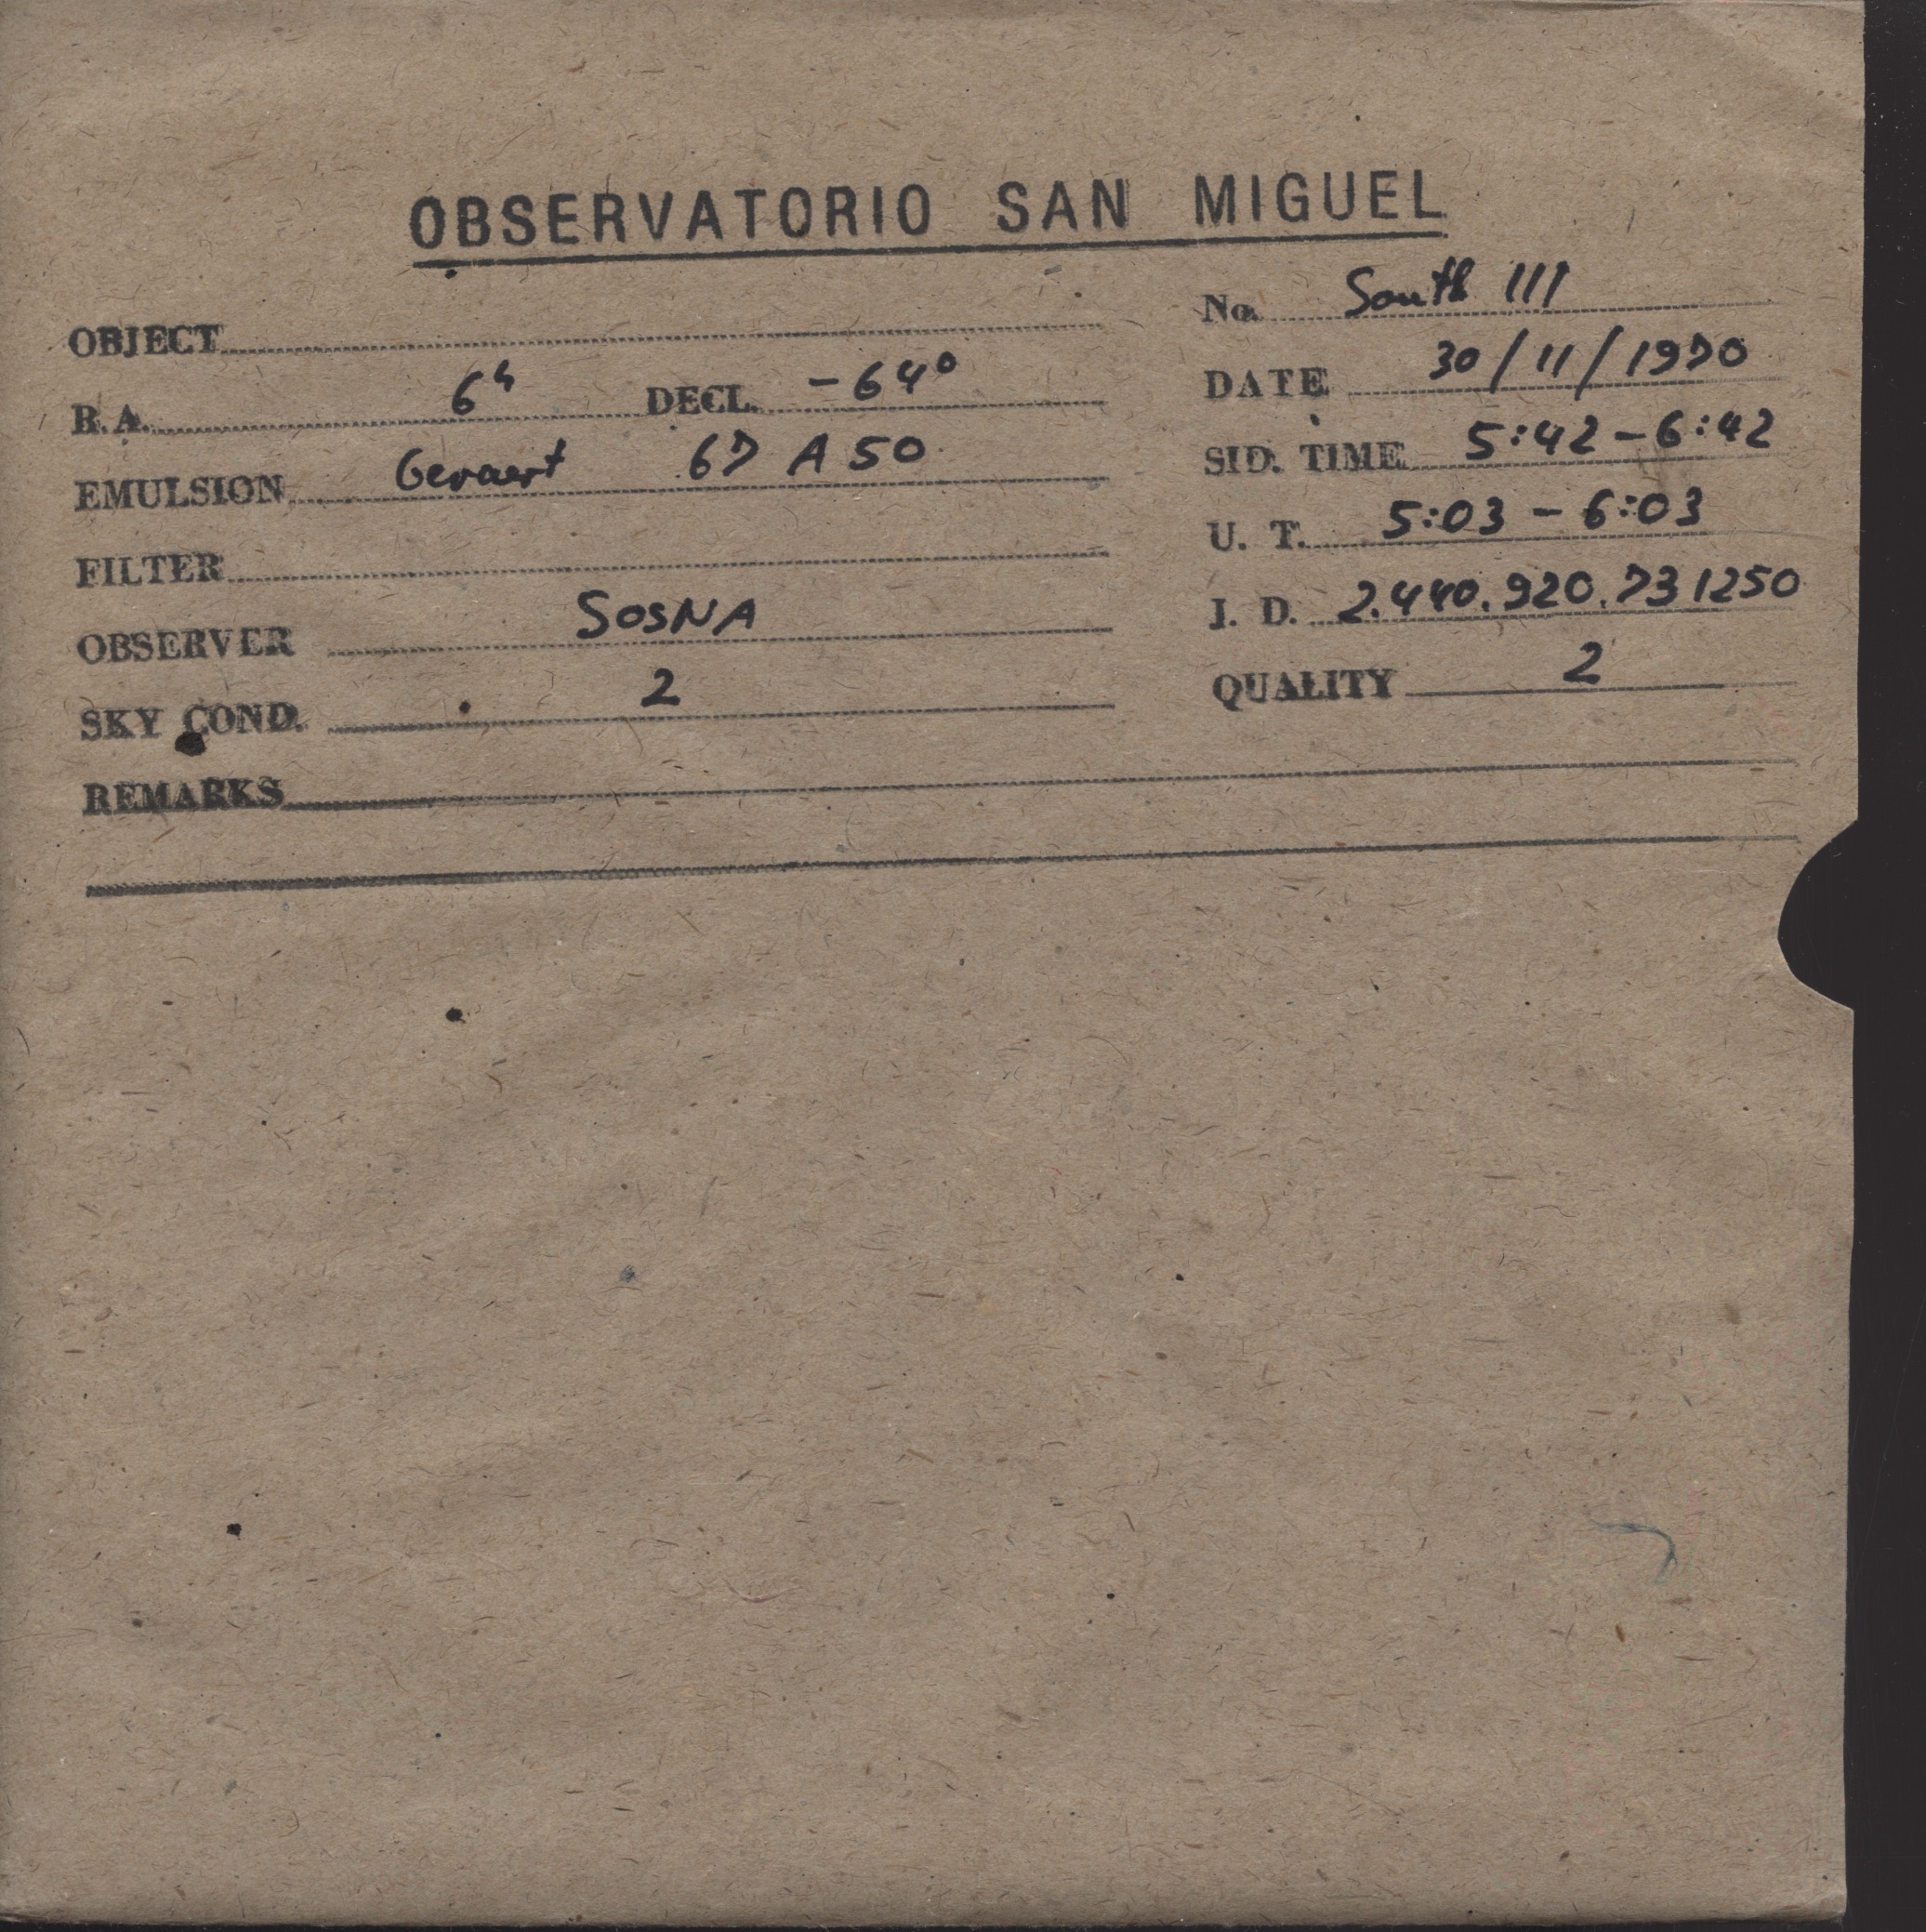 OBSERVATORIO SAN MIGUEL
No. South III
OBJECT
DATE 30/11/1970
R.A. 6h DECL. -64°
SID. TIME 5:42-6:42
EMULSION Gevaert 67 A 50
U. T. 5:03 - 6:03
FILTER
J. D. 2.440.920.731250
OBSERVER SOSNA
QUALITY 2
SKY COND. 2
REMARKS